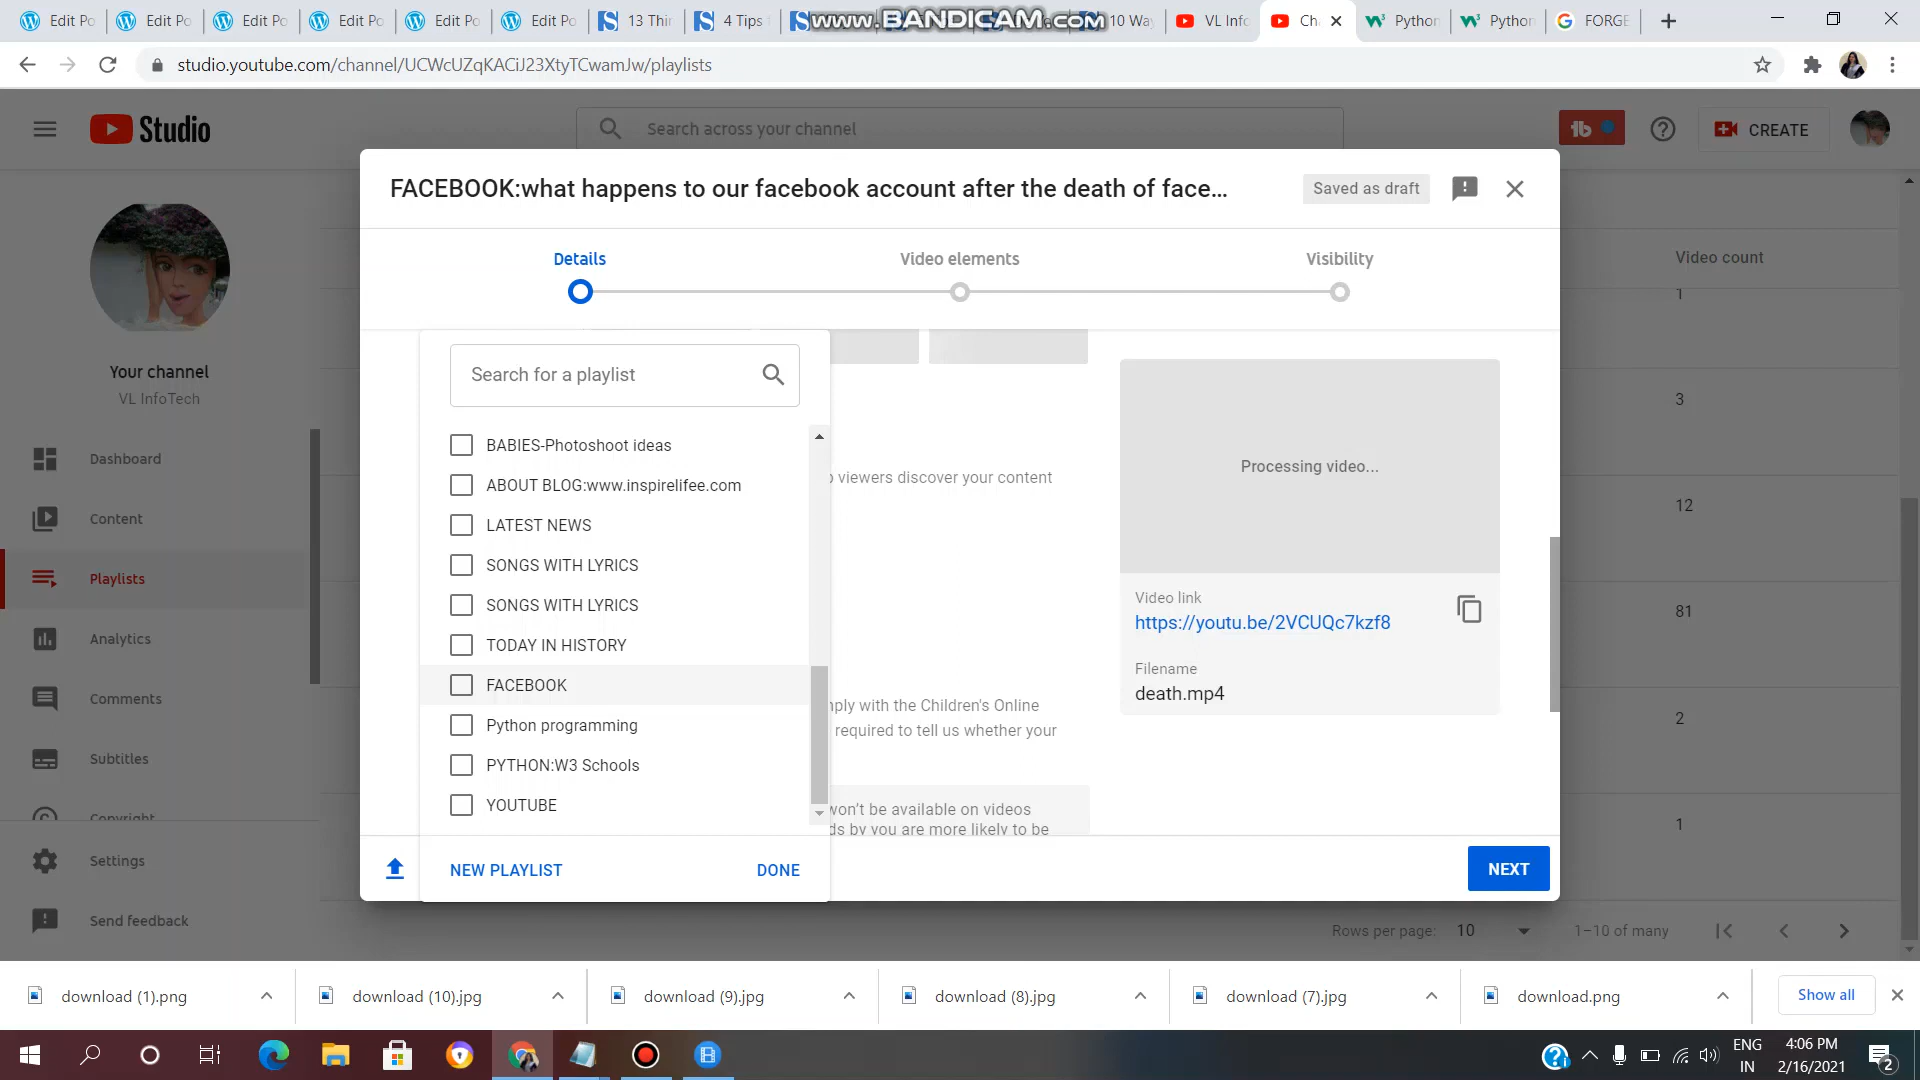 Edit Po
Edit Po
Edit Po
Edit Po
Edit Po
Edit Po
13 Thin
4 Tips
www.BANDICAM.com
10 Way
VL Info
Ch
Python
Python
FORGE
studio.youtube.com/channel/UCWcUZqKACiJ23XtyTCwamJw/playlists
Studio
Search across your channel
CREATE
FACEBOOK:what happens to our facebook account after the death of face...
Saved as draft
Details
Video elements
Visibility
Your channel
VL InfoTech
Dashboard
Content
Playlists
Analytics
Comments
Subtitles
Copyright
Settings
Send feedback
Search for a playlist
BABIES-Photoshoot ideas
ABOUT BLOG:www.inspirelifee.com
LATEST NEWS
SONGS WITH LYRICS
SONGS WITH LYRICS
TODAY IN HISTORY
FACEBOOK
Python programming
PYTHON:W3 Schools
YOUTUBE
NEW PLAYLIST
DONE
viewers discover your content
mply with the Children's Online
required to tell us whether your
won't be available on videos
ds by you are more likely to be
Processing video...
Video link
https://youtu.be/2VCUQc7kzf8
Filename
death.mp4
NEXT
Video count
1
3
12
81
2
1
Rows per page:
10
1–10 of many
download (1).png
download (10).jpg
download (9).jpg
download (8).jpg
download (7).jpg
download.png
Show all
ENG
IN
4:06 PM
2/16/2021
2